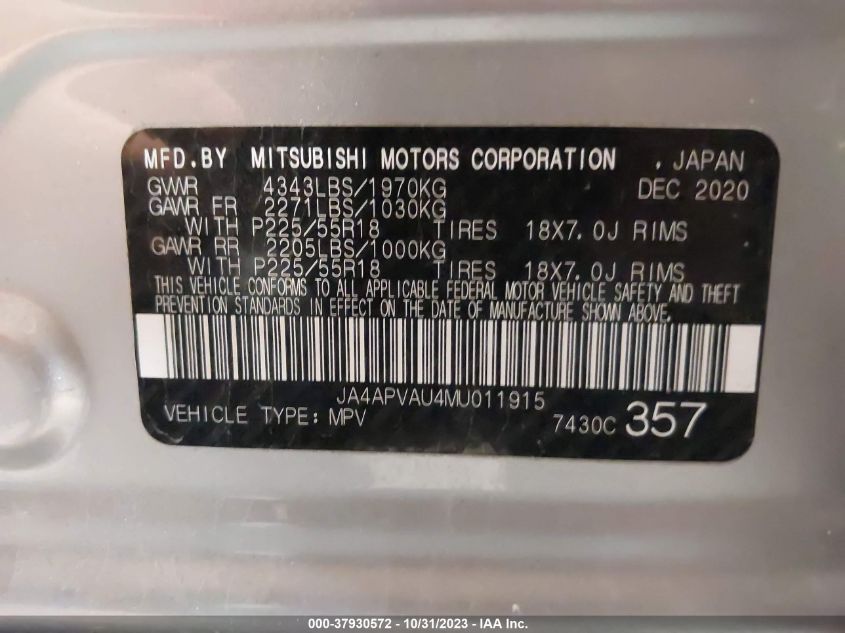 MFD.BY MITSUBISHI MOTORS CORPORATION . JAPAN
GVWR 4343LBS/1970KG DEC 2020
GAWR FR 2271LBS/1030KG
WITH P225/55R18 TIRES 18X7.0J RIMS
GAWR RR 2205LBS/1000KG
WITH P225/55R18 TIRES 18X7.0J RIMS
THIS VEHICLE CONFORMS TO ALL APPLICABLE FEDERAL MOTOR VEHICLE SAFETY AND THEFT
PREVENTION STANDARDS IN EFFECT ON THE DATE OF MANUFACTURE SHOWN ABOVE.
JA4APVAU4MU011915
VEHICLE TYPE: MPV 7430C 357
000-37930572 - 10/31/2023 - © IAA Inc.